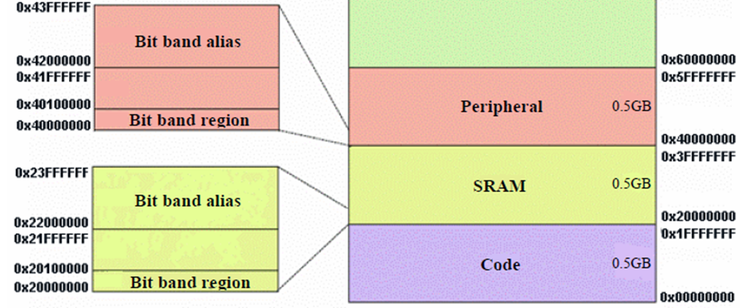 0x43FFFFFF
Bit band alias
0x42000000
0x41FFFFFF
0x40100000
Bit band region
0x40000000
0x23FFFFFF
Bit band alias
0x22000000
0x21FFFFFF
0x20100000
Bit band region
0x20000000
0x60000000
0x5FFFFFFF
Peripheral 0.5GB
0x40000000
0x3FFFFFFF
SRAM 0.5GB
0x20000000
0x1FFFFFFF
Code 0.5GB
0x00000000